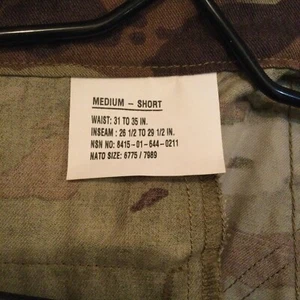 MEDIUM – SHORT
WAIST: 31 TO 35 IN.
INSEAM : 26 1/2 TO 29 1/2 IN.
NSN NO: 8415-01-644-0211
NATO SIZE: 6775 / 7989